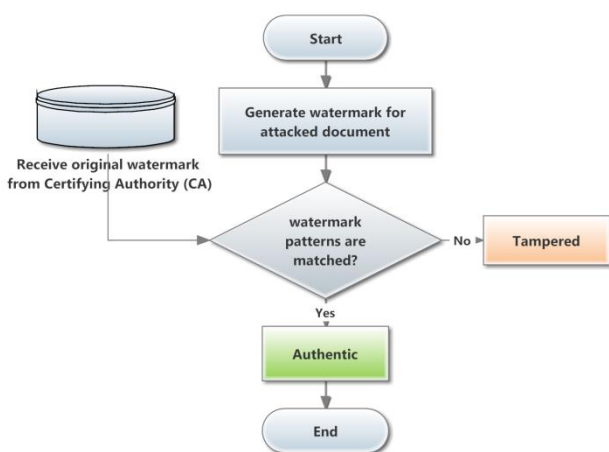 Start
Generate watermark for
attacked document
Receive original watermark
from Certifying Authority (CA)
watermark
patterns are
matched?
No
Tampered
Yes
Authentic
End